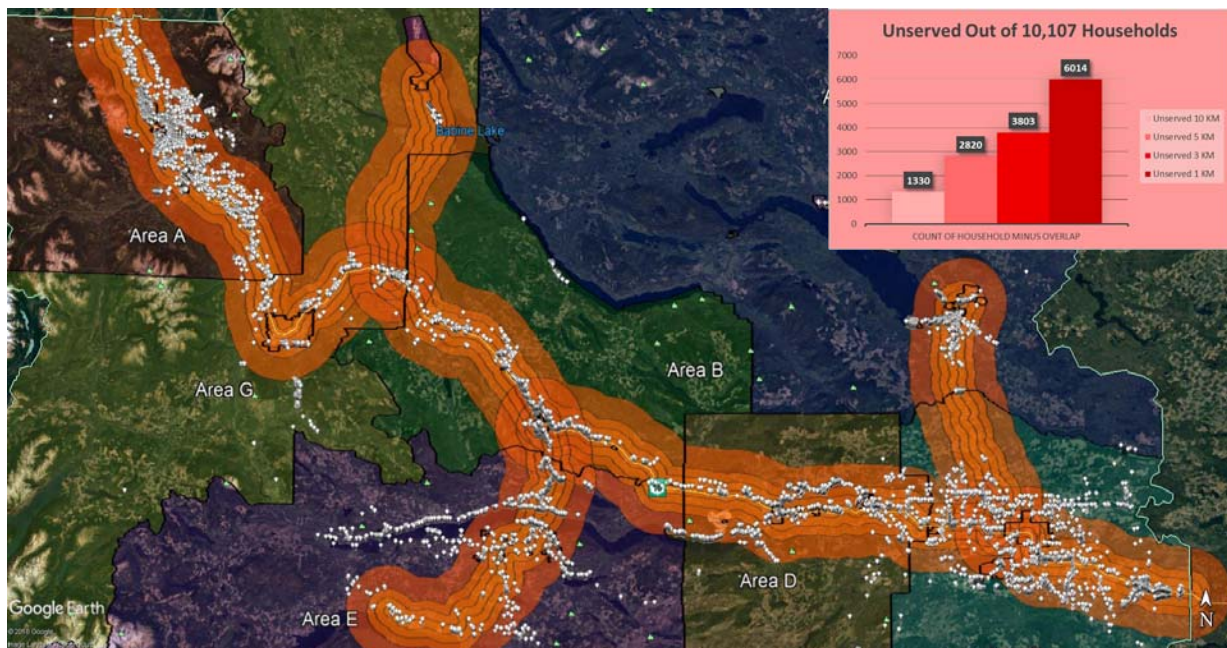 Unserved Out of 10,107 Households
7000
6000
5000
4000
3000
2000
1000
0
1330
2820
3803
6014
Unserved 10 KM
Unserved 5 KM
Unserved 3 KM
Unserved 1 KM
COUNT OF HOUSEHOLD MINUS OVERLAP
Babine Lake
Area A
Area G
Area B
Area D
Area E
Google Earth
N